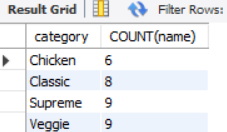 Result Grid Filter Rows:
category COUNT(name)
Chicken 6
Classic 8
Supreme 9
Veggie 9